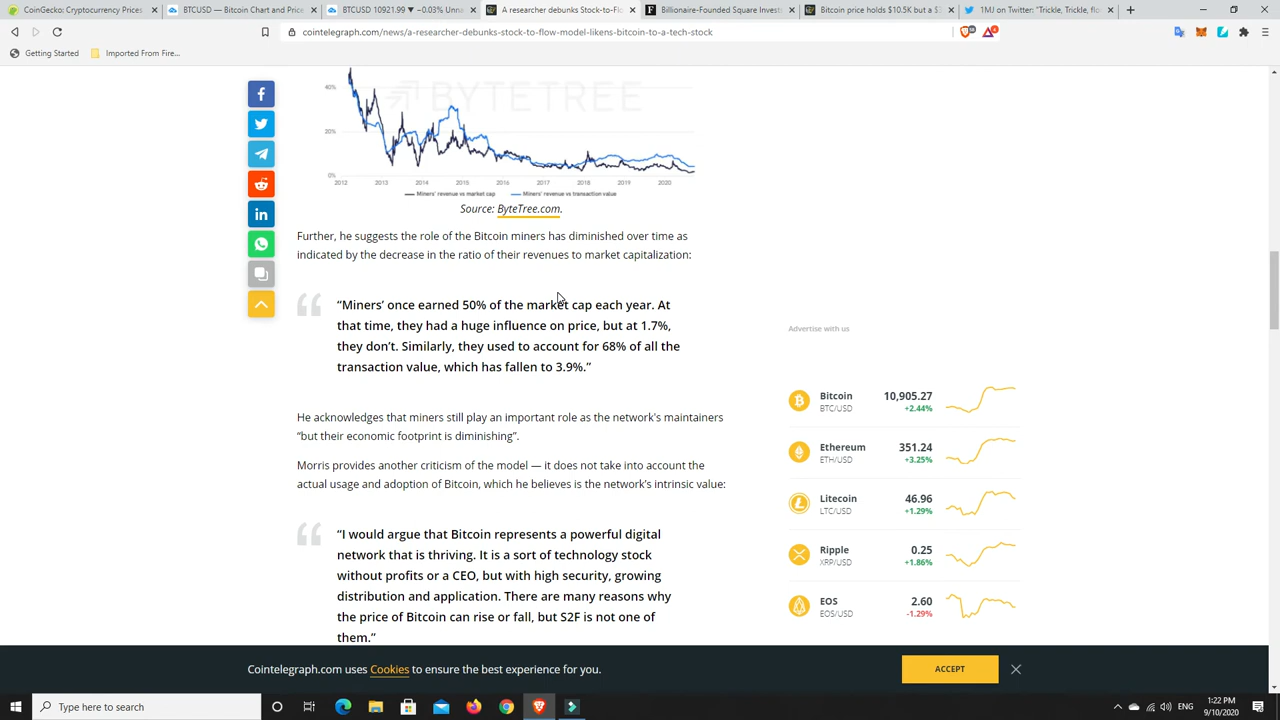 CoinGecko: Cryptocurrency Prices
BTCUSD — Bitcoin Chart and Price
BTCUSD 10921.99 ▼ −0.03% Unna
A researcher debunks Stock-to-Flo
Billionaire-Founded Square Invest
Bitcoin price holds $10.5K but a $3
1MJ on Twitter: "Trickle, Trickle, flo
cointelegraph.com/news/a-researcher-debunks-stock-to-flow-model-likens-bitcoin-to-a-tech-stock
Getting Started
Imported From Fire...
BYTETREE
40%
20%
0%
2012 2013 2014 2015 2016 2017 2018 2019 2020
Miners' revenue vs market cap Miners' revenue vs transaction value
Source: ByteTree.com.
Further, he suggests the role of the Bitcoin miners has diminished over time as
indicated by the decrease in the ratio of their revenues to market capitalization:
“Miners’ once earned 50% of the market cap each year. At
that time, they had a huge influence on price, but at 1.7%,
they don’t. Similarly, they used to account for 68% of all the
transaction value, which has fallen to 3.9%.”
He acknowledges that miners still play an important role as the network's maintainers
“but their economic footprint is diminishing”.
Morris provides another criticism of the model — it does not take into account the
actual usage and adoption of Bitcoin, which he believes is the network's intrinsic value:
“I would argue that Bitcoin represents a powerful digital
network that is thriving. It is a sort of technology stock
without profits or a CEO, but with high security, growing
distribution and application. There are many reasons why
the price of Bitcoin can rise or fall, but S2F is not one of
them.”
Advertise with us
Bitcoin 10,905.27
BTC/USD +2.44%
Ethereum 351.24
ETH/USD +3.25%
Litecoin 46.96
LTC/USD +1.29%
Ripple 0.25
XRP/USD +1.86%
EOS 2.60
EOS/USD -1.29%
Cointelegraph.com uses Cookies to ensure the best experience for you.
ACCEPT
Type here to search
ENG
1:22 PM
9/10/2020